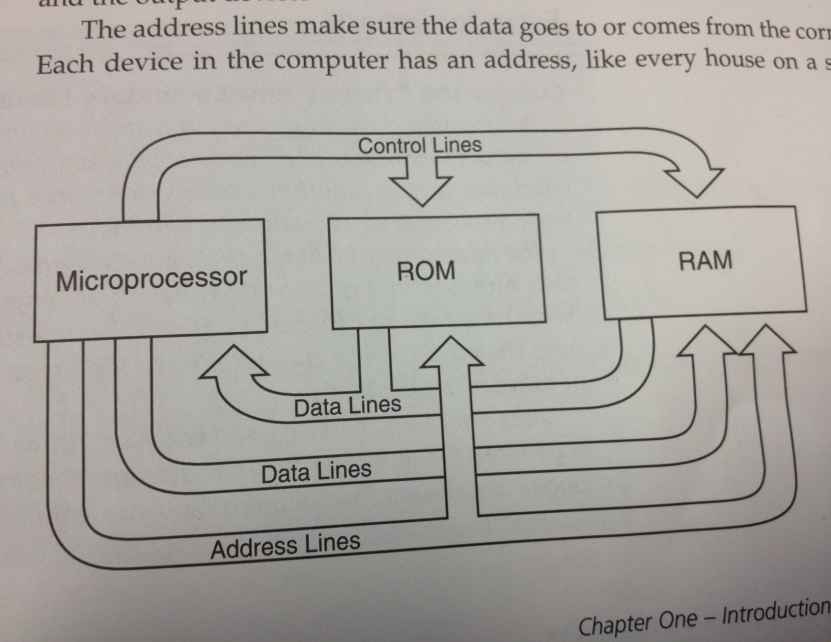 The address lines make sure the data goes to or comes from the
Each device in the computer has an address, like every house on a
Control Lines
Microprocessor
ROM
RAM
Data Lines
Data Lines
Address Lines
Chapter One – Introduction